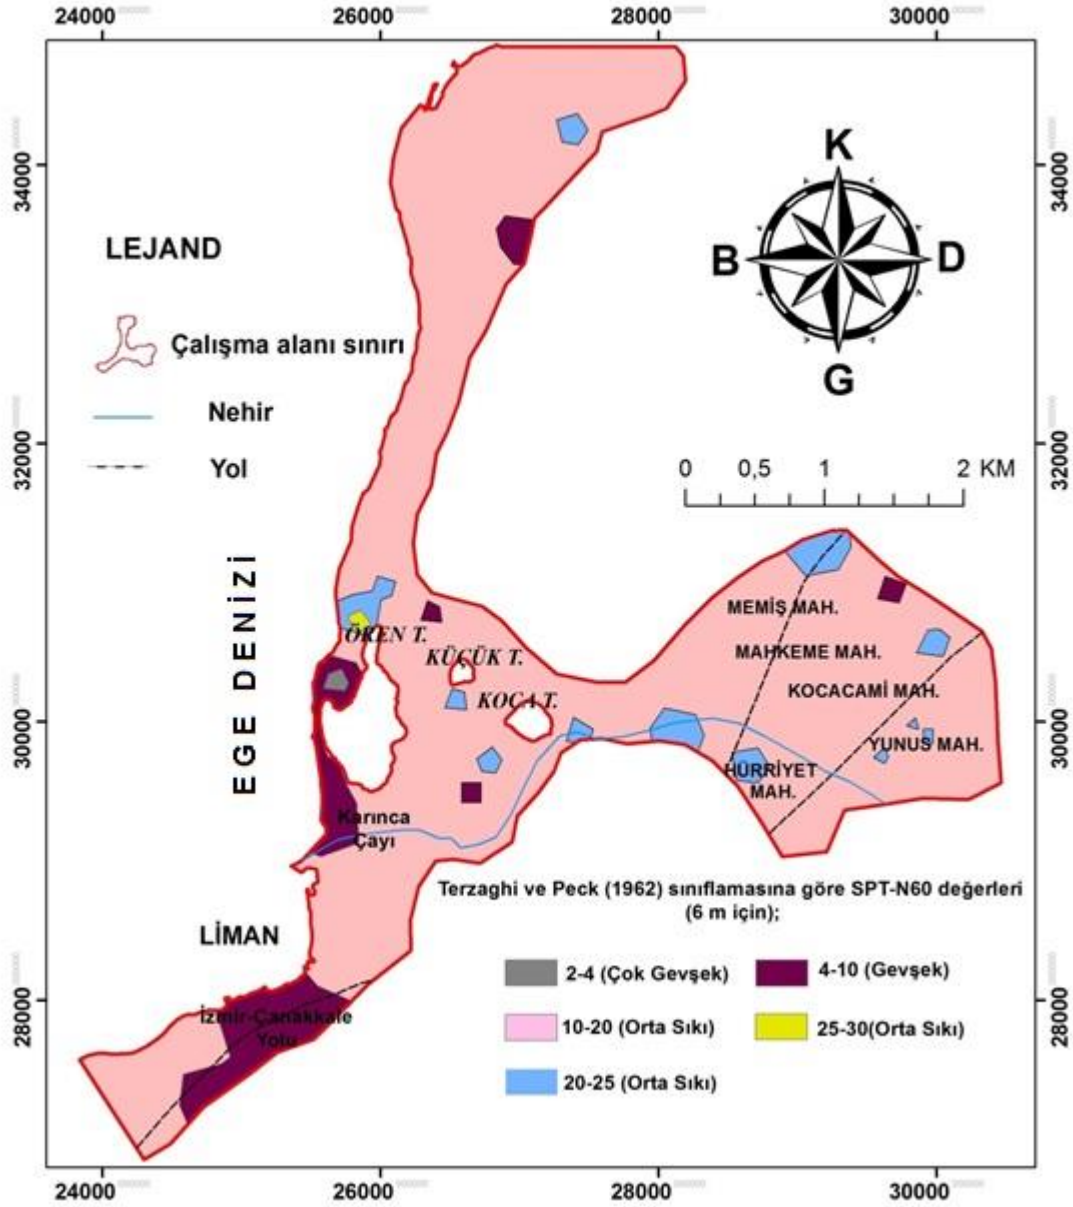 24000 26000 28000 30000
34000
34000
K
B
D
G
LEJAND
Çalışma alanı sınırı
Nehir
Yol
32000
32000
0 0,5 1 2 KM
EGE DENİZİ
MEMİŞ MAH.
ÖREN T.
KÜÇÜK T.
MAHKEME MAH.
KOCA T.
KOCACAMİ MAH.
30000
30000
YUNUS MAH.
HÜRRİYET
MAH.
Karınca
Çayı
Terzaghi ve Peck (1962) sınıflamasına göre SPT-N60 değerleri
(6 m için);
LİMAN
2-4 (Çok Gevşek)
4-10 (Gevşek)
10-20 (Orta Sıkı)
25-30(Orta Sıkı)
20-25 (Orta Sıkı)
28000
28000
İzmir-Çanakkale
Yolu
24000 26000 28000 30000